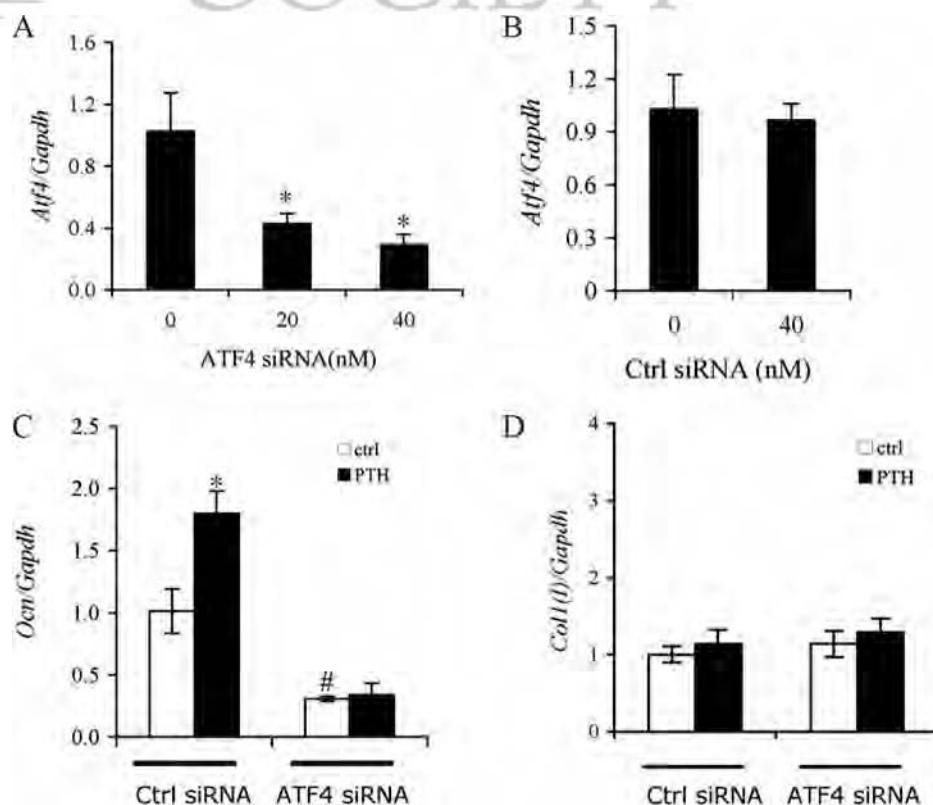 SOCIETY
A
1.6
1.2
0.8
0.4
0.0
Atf4/Gapdh
*
*
0 20 40
ATF4 siRNA(nM)
B
1.5
1.2
0.9
0.6
0.3
0
Atf4/Gapdh
0 40
Ctrl siRNA (nM)
C
2.5
2.0
1.5
1.0
0.5
0.0
Ocn/Gapdh
ctrl
PTH
*
#
Ctrl siRNA ATF4 siRNA
D
4
3
2
1
0
Col1(I)/Gapdh
ctrl
PTH
Ctrl siRNA ATF4 siRNA